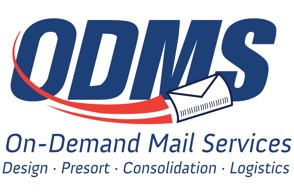 ODMS
On-Demand Mail Services
Design · Presort · Consolidation · Logistics